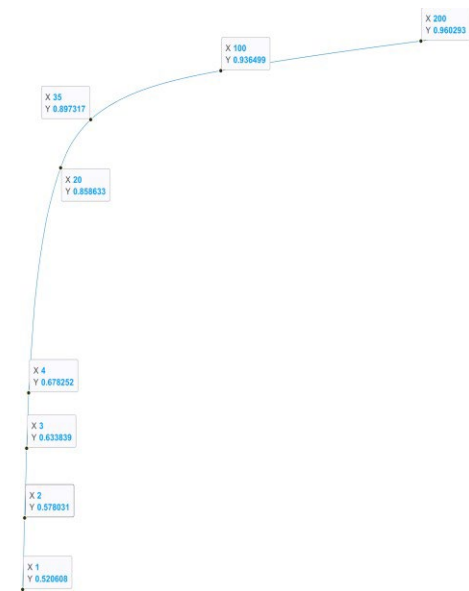 X 200
Y 0.960293
X 100
Y 0.936499
X 35
Y 0.897317
X 20
Y 0.858633
X 4
Y 0.678252
X 3
Y 0.633839
X 2
Y 0.578031
X 1
Y 0.520608